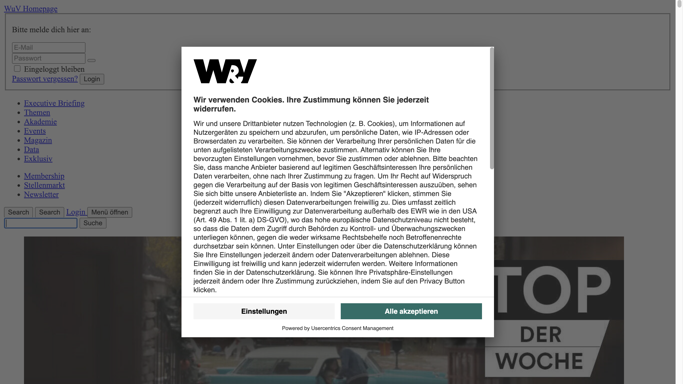 WuV Homepage
Bitte melde dich hier an:
E-Mail
Passwort
Eingeloggt bleiben
Passwort vergessen? Login
Executive Briefing
Themen
Akademie
Events
Magazin
Data
Exklusiv
Membership
Stellenmarkt
Newsletter
Search Search Login Menü öffnen
Suche
W&V
Wir verwenden Cookies. Ihre Zustimmung können Sie jederzeit
widerrufen.
Wir und unsere Drittanbieter nutzen Technologien (z. B. Cookies), um Informationen auf
Nutzergeräten zu speichern und abzurufen, um persönliche Daten, wie IP-Adressen oder
Browserdaten zu verarbeiten. Sie können der Verarbeitung Ihrer persönlichen Daten für die
unten aufgelisteten Verarbeitungszwecke zustimmen. Alternativ können Sie Ihre
bevorzugten Einstellungen vornehmen, bevor Sie zustimmen oder ablehnen. Bitte beachten
Sie, dass manche Anbieter basierend auf legitimen Geschäftsinteressen Ihre persönlichen
Daten verarbeiten, ohne nach Ihrer Zustimmung zu fragen. Um Ihr Recht auf Widerspruch
gegen die Verarbeitung auf der Basis von legitimen Geschäftsinteressen auszuüben, sehen
Sie sich bitte unsere Anbieterliste an. Indem Sie "Akzeptieren" klicken, stimmen Sie
(jederzeit widerruflich) diesen Datenverarbeitungen freiwillig zu. Dies umfasst zeitlich
begrenzt auch Ihre Einwilligung zur Datenverarbeitung außerhalb des EWR wie in den USA
(Art. 49 Abs. 1 lit. a) DS-GVO), wo das hohe europäische Datenschutzniveau nicht besteht,
so dass die Daten dem Zugriff durch Behörden zu Kontroll- und Überwachungszwecken
unterliegen können, gegen die weder wirksame Rechtsbehelfe noch Betroffenenrechte
durchsetzbar sein können. Unter Einstellungen oder über die Datenschutzerklärung können
Sie Ihre Einstellungen jederzeit ändern oder Datenverarbeitungen ablehnen. Diese
Einwilligung ist freiwillig und kann jederzeit widerrufen werden. Weitere Informationen
finden Sie in der Datenschutzerklärung. Sie können Ihre Privatsphäre-Einstellungen
jederzeit ändern oder Ihre Zustimmung zurückziehen, indem Sie auf den Privacy Button
klicken.
Einstellungen Alle akzeptieren
Powered by Usercentrics Consent Management
TOP
DER
WOCHE